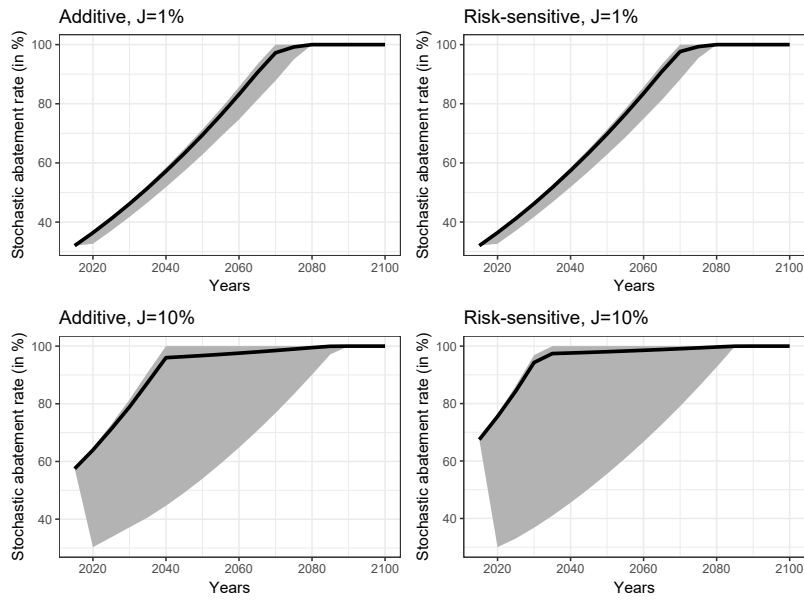 Additive, J=1%
Stochastic abatement rate (in %)
100
80
60
40
2020 2040 2060 2080 2100
Years
Risk-sensitive, J=1%
Stochastic abatement rate (in %)
100
80
60
40
2020 2040 2060 2080 2100
Years
Additive, J=10%
Stochastic abatement rate (in %)
100
80
60
40
2020 2040 2060 2080 2100
Years
Risk-sensitive, J=10%
Stochastic abatement rate (in %)
100
80
60
40
2020 2040 2060 2080 2100
Years